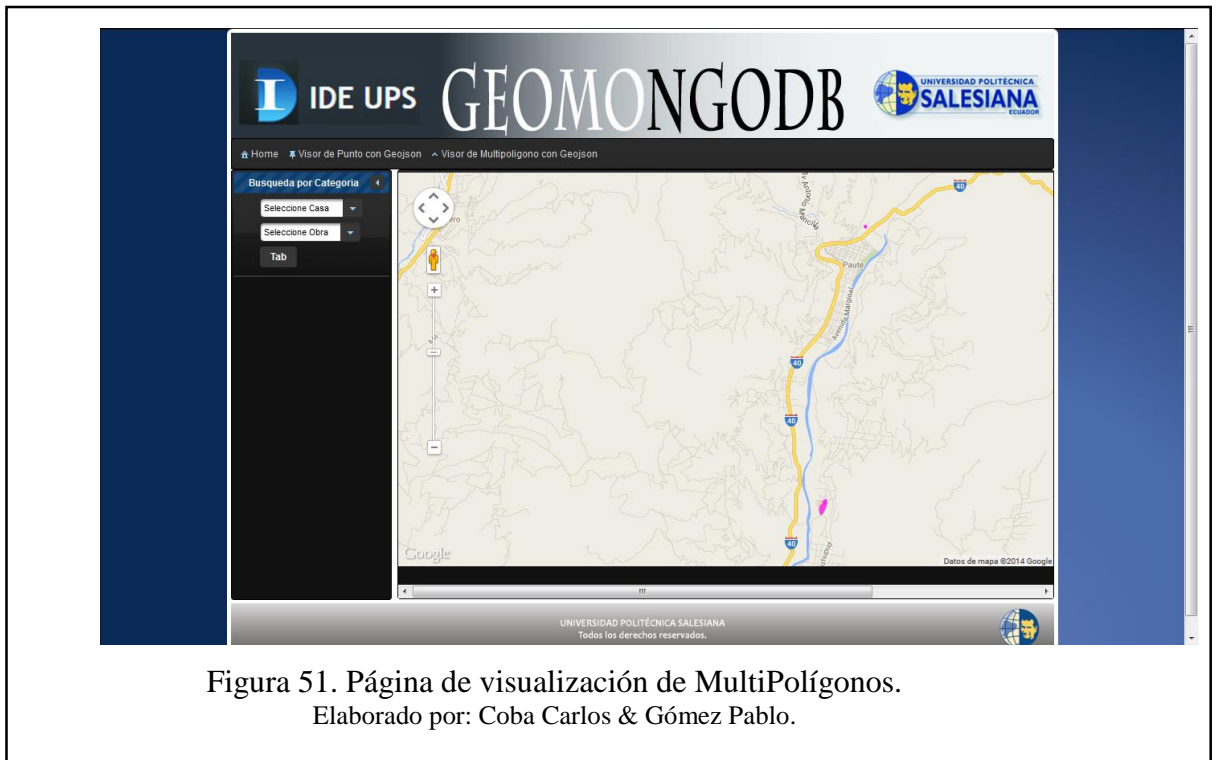 IDE UPS
GEOMONGODB
UNIVERSIDAD POLITÉCNICA
SALESIANA
ECUADOR
Home Visor de Punto con Geojson Visor de Multipoligono con Geojson
Busqueda por Categoria
Seleccione Casa
Seleccione Obra
Tab
40
Paute
Avenida Marginal
40
40
40
Google
Datos de mapa ©2014 Google
UNIVERSIDAD POLITÉCNICA SALESIANA
Todos los derechos reservados.
Figura 51. Página de visualización de MultiPolígonos.
Elaborado por: Coba Carlos & Gómez Pablo.